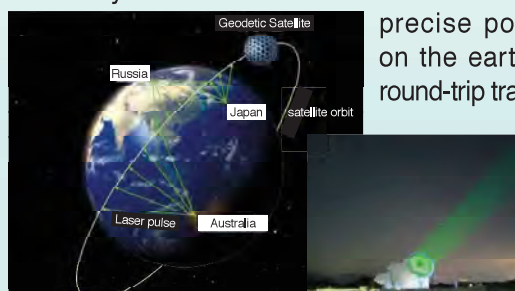 precise po
on the eart
round-trip tra
Geodetic Satellite
Russia
Japan
satellite orbit
Laser pulse
Australia